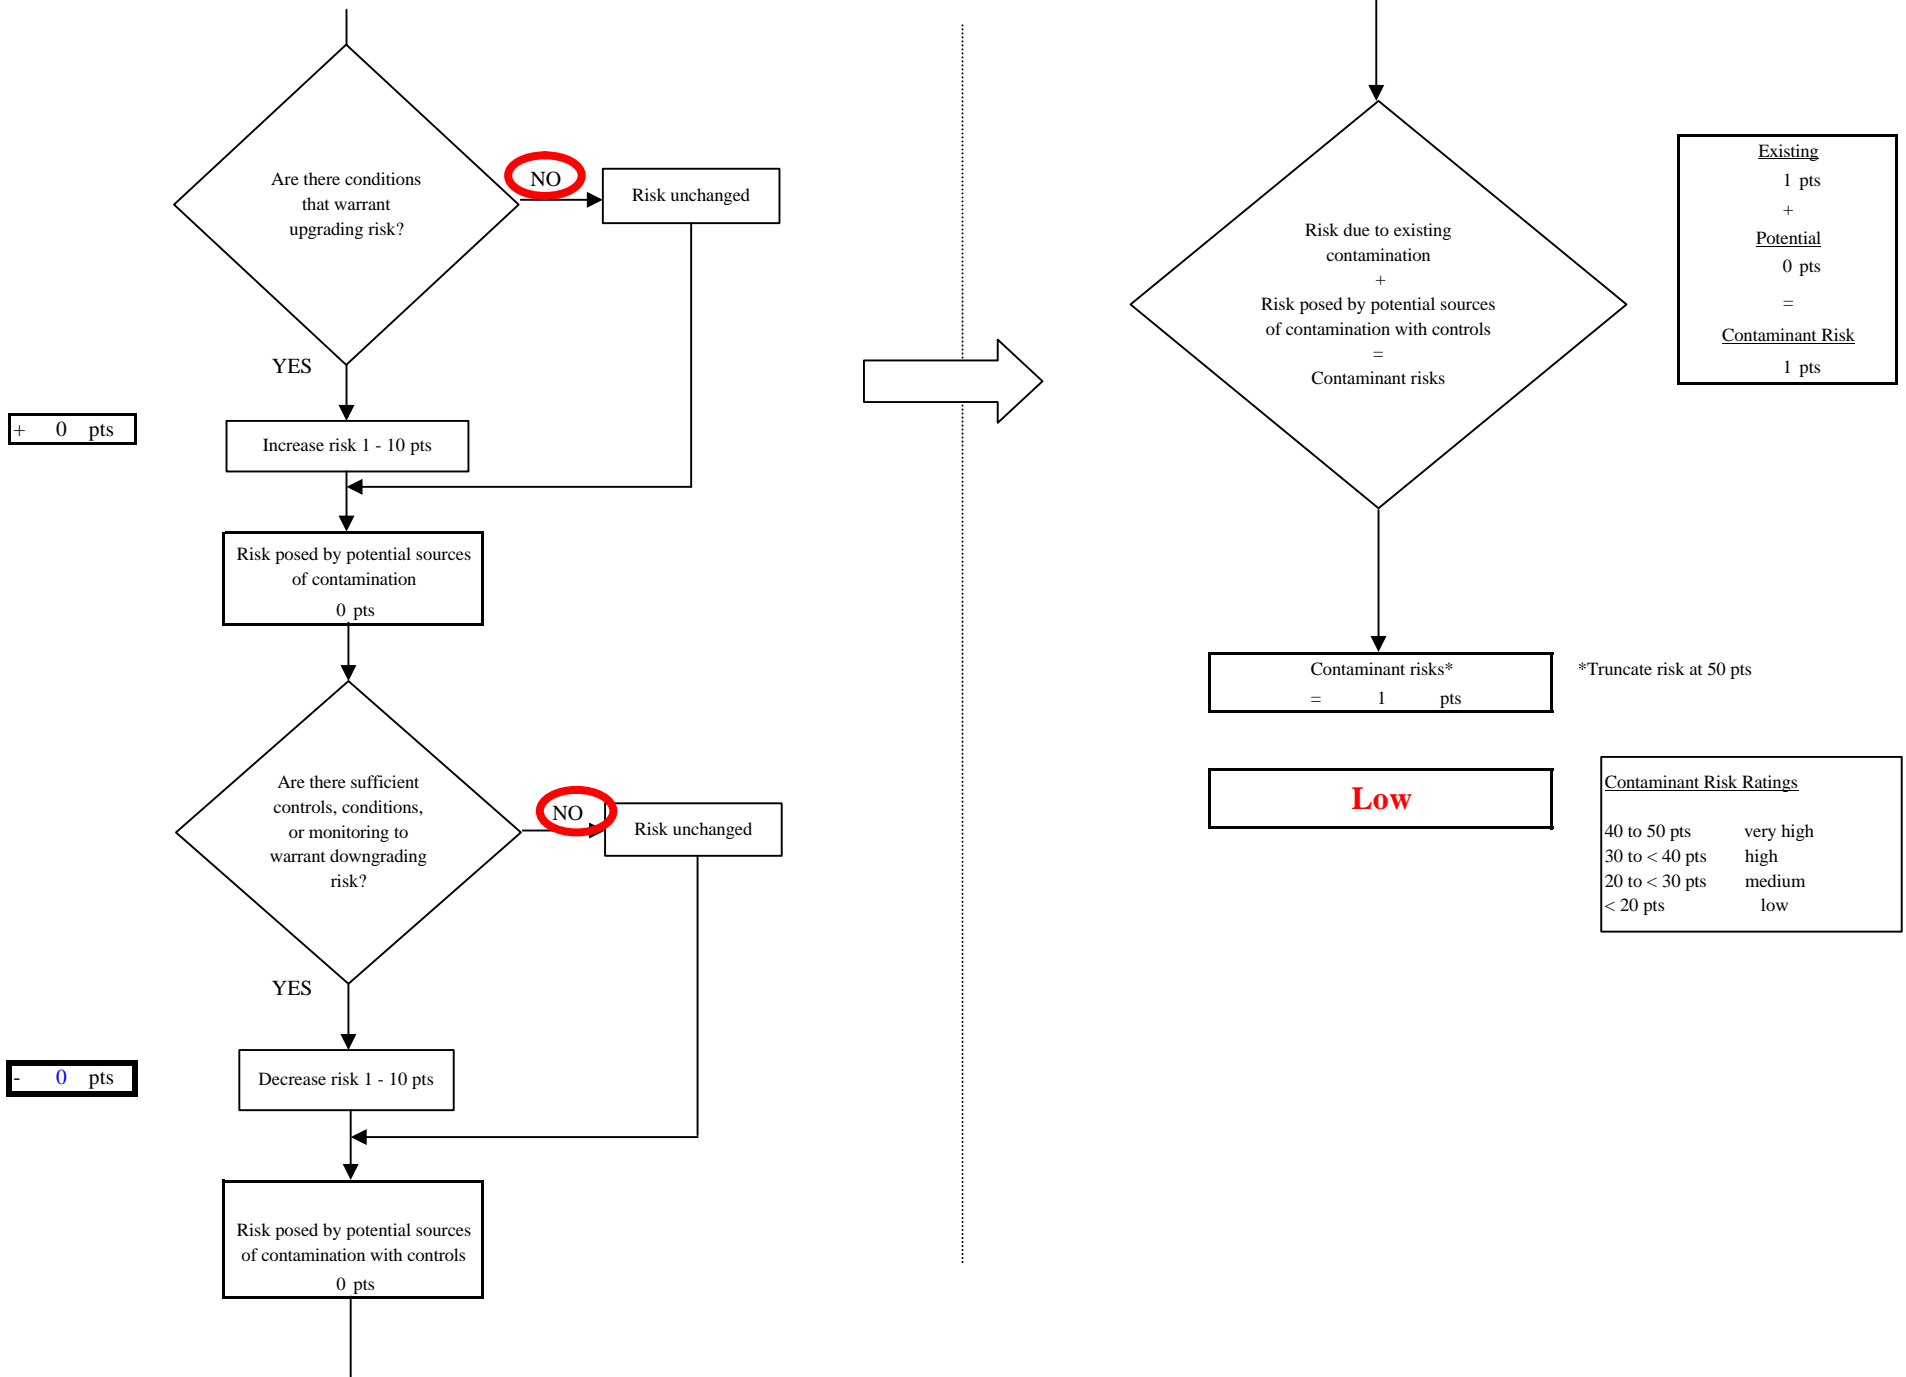 Are there conditions
that warrant
upgrading risk?
NO
Risk unchanged
YES
+ 0 pts
Increase risk 1 - 10 pts
Risk posed by potential sources
of contamination
0 pts
Are there sufficient
controls, conditions,
or monitoring to
warrant downgrading
risk?
NO
Risk unchanged
YES
- 0 pts
Decrease risk 1 - 10 pts
Risk posed by potential sources
of contamination with controls
0 pts
Risk due to existing
contamination
+
Risk posed by potential sources
of contamination with controls
=
Contaminant risks
Existing
1 pts
+
Potential
0 pts
=
Contaminant Risk
1 pts
Contaminant risks*
= 1 pts
*Truncate risk at 50 pts
Low
Contaminant Risk Ratings
40 to 50 pts very high
30 to < 40 pts high
20 to < 30 pts medium
< 20 pts low